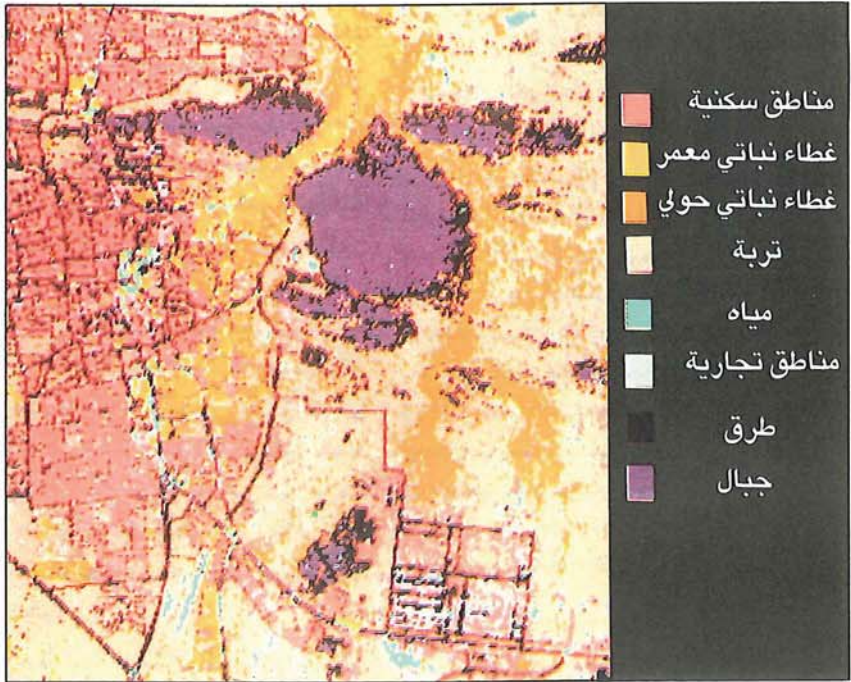 مناطق سكنية
غطاء نباتي معمر
غطاء نباتي حولي
تربة
مياه
مناطق تجارية
طرق
جبال